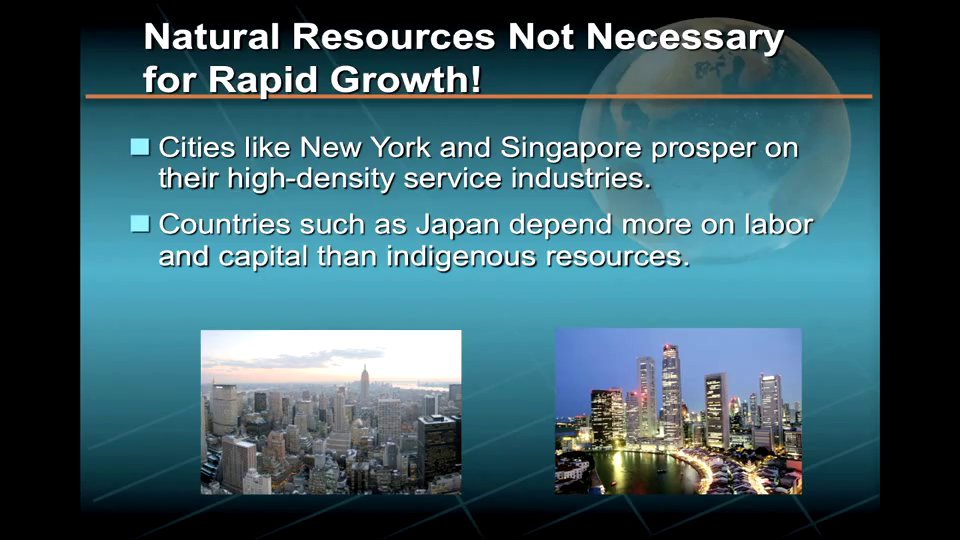 Natural Resources Not Necessary
for Rapid Growth!
Cities like New York and Singapore prosper on
their high-density service industries.
Countries such as Japan depend more on labor
and capital than indigenous resources.